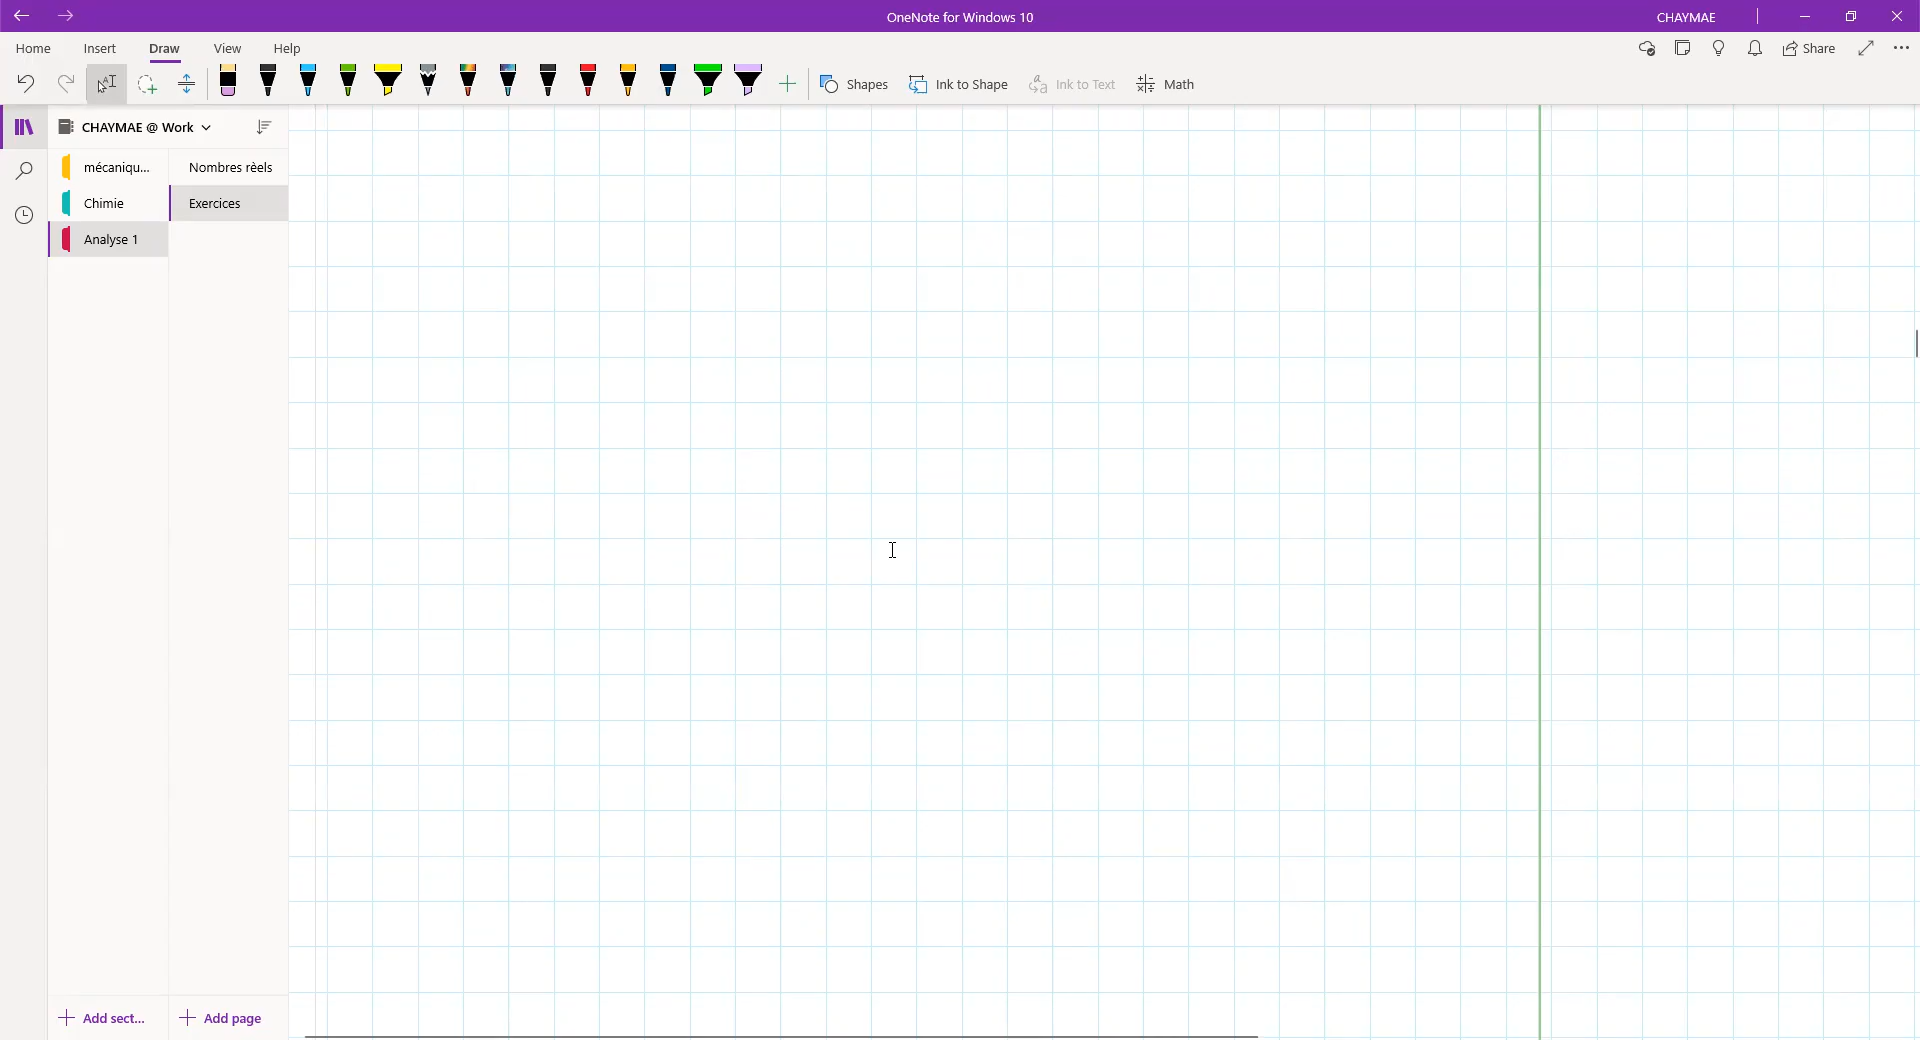 OneNote for Windows 10
CHAYMAE
Home Insert Draw View Help
Share
Shapes Ink to Shape Ink to Text Math
CHAYMAE @ Work
mécaniqu...
Chimie
Analyse 1
Nombres rèels
Exercices
Add sect...
Add page